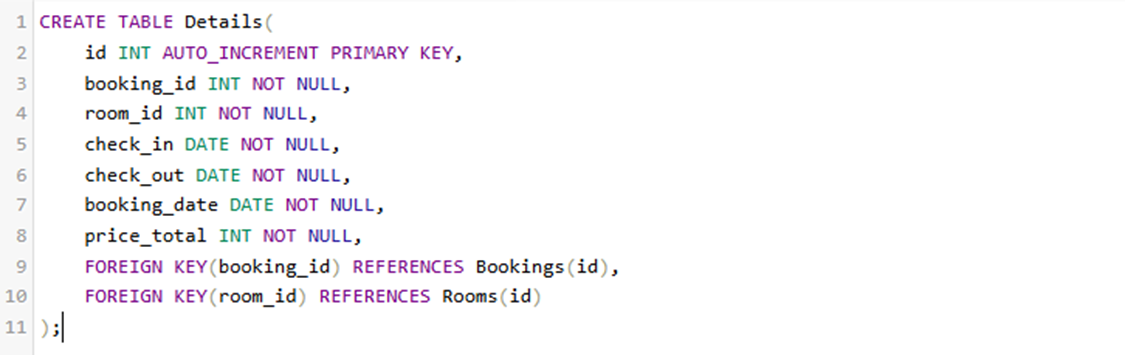 1 CREATE TABLE Details(
2 id INT AUTO_INCREMENT PRIMARY KEY,
3 booking_id INT NOT NULL,
4 room_id INT NOT NULL,
5 check_in DATE NOT NULL,
6 check_out DATE NOT NULL,
7 booking_date DATE NOT NULL,
8 price_total INT NOT NULL,
9 FOREIGN KEY(booking_id) REFERENCES Bookings(id),
10 FOREIGN KEY(room_id) REFERENCES Rooms(id)
11 );